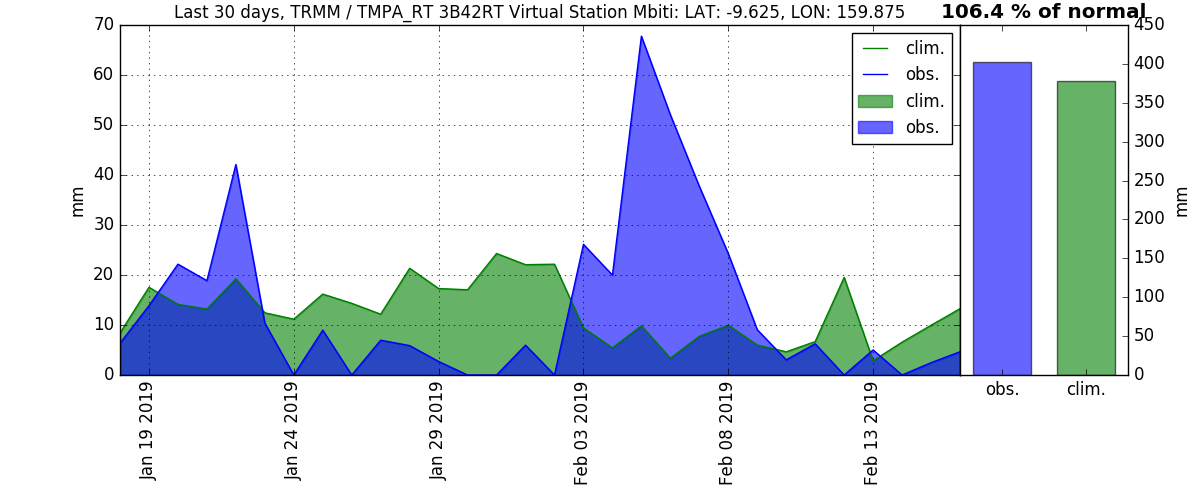 Last 30 days, TRMM / TMPA_RT 3B42RT Virtual Station Mbiti: LAT: -9.625, LON: 159.875
106.4 % of normal
70
60
50
40
30
20
10
0
mm
Jan 19 2019
Jan 24 2019
Jan 29 2019
Feb 03 2019
Feb 08 2019
Feb 13 2019
clim.
obs.
clim.
obs.
450
400
350
300
250
200
150
100
50
0
mm
obs.
clim.